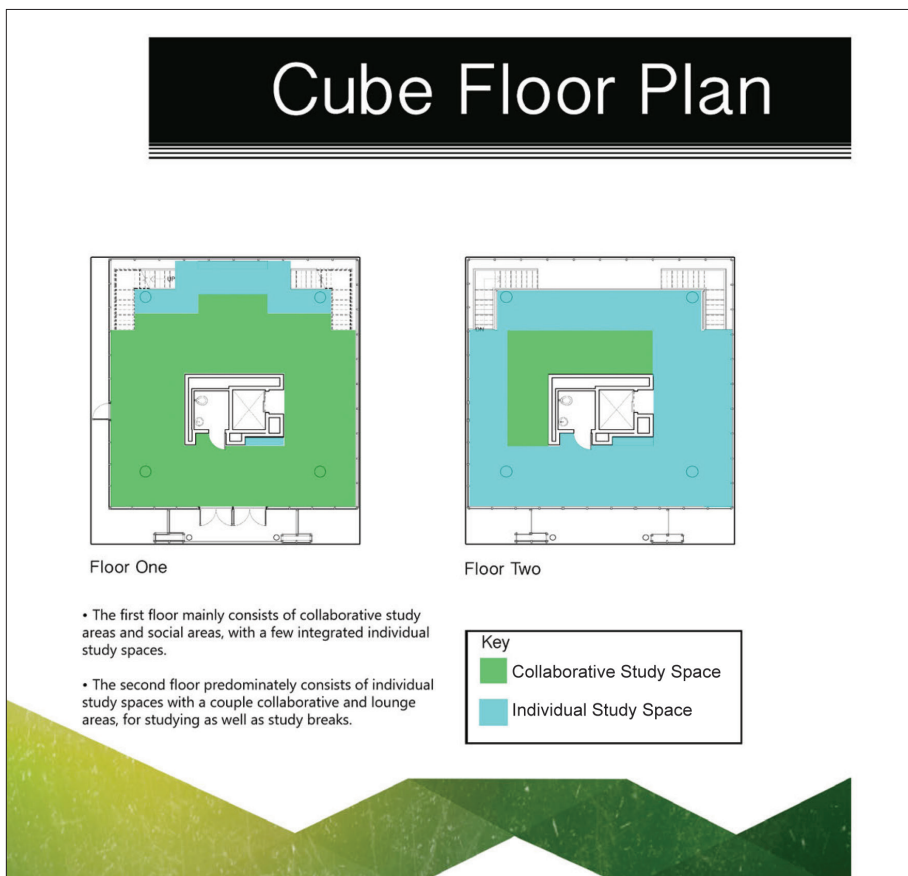 Cube Floor Plan
UP
DN
Floor One
Floor Two
• The first floor mainly consists of collaborative study
areas and social areas, with a few integrated individual
study spaces.
• The second floor predominately consists of individual
study spaces with a couple collaborative and lounge
areas, for studying as well as study breaks.
Key
Collaborative Study Space
Individual Study Space